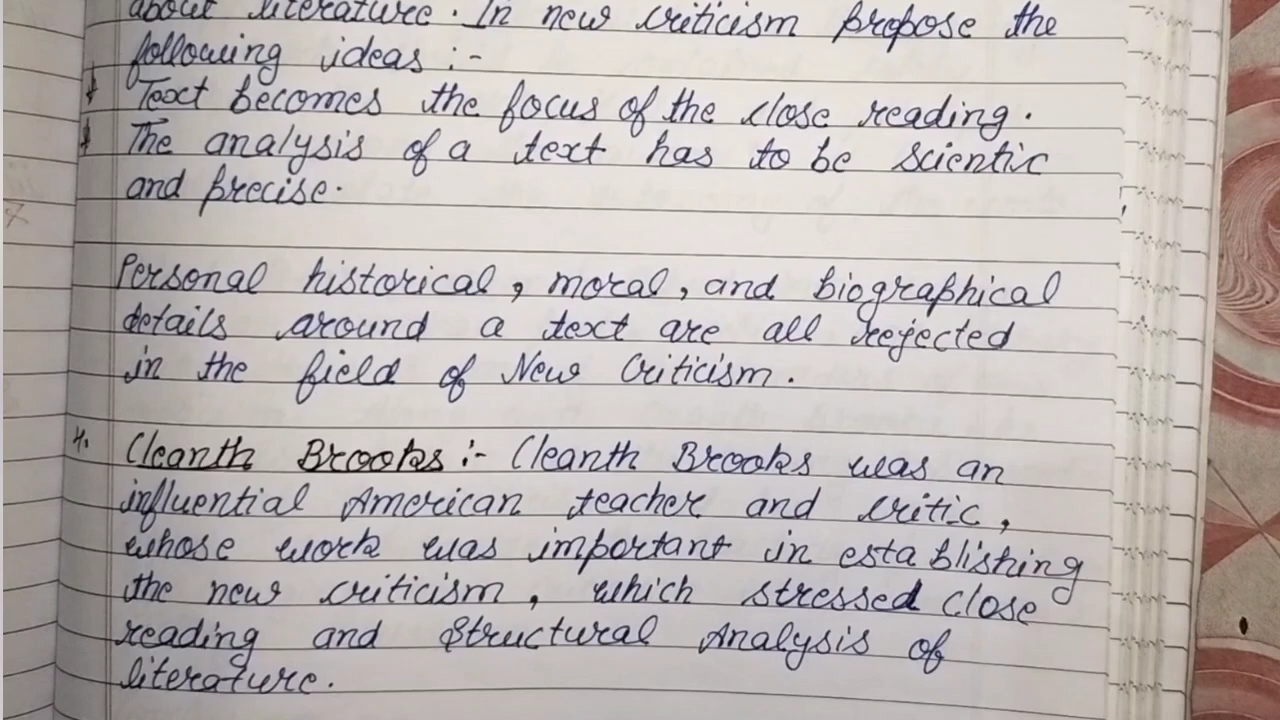 about literature. In new criticism propose the
following ideas :-
* Text becomes the focus of the close reading.
* The analysis of a text has to be scientic
and precise.
Personal historical, moral, and biographical
details around a text are all rejected
in the field of New Criticism.
4. Cleanth Brooks :- Cleanth Brooks was an
influential American teacher and critic,
whose work was important in esta blishing
the new criticism, which stressed close
reading and Structural Analysis of
literature.